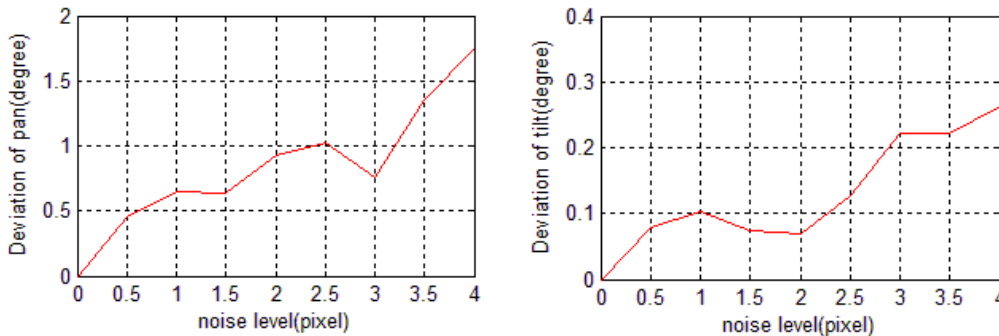 2
1.5
1
0.5
0
Deviation of pan(degree)
0 0.5 1 1.5 2 2.5 3 3.5 4
noise level(pixel)
0.4
0.3
0.2
0.1
0
Deviation of tilt(degree)
0 0.5 1 1.5 2 2.5 3 3.5 4
noise level(pixel)